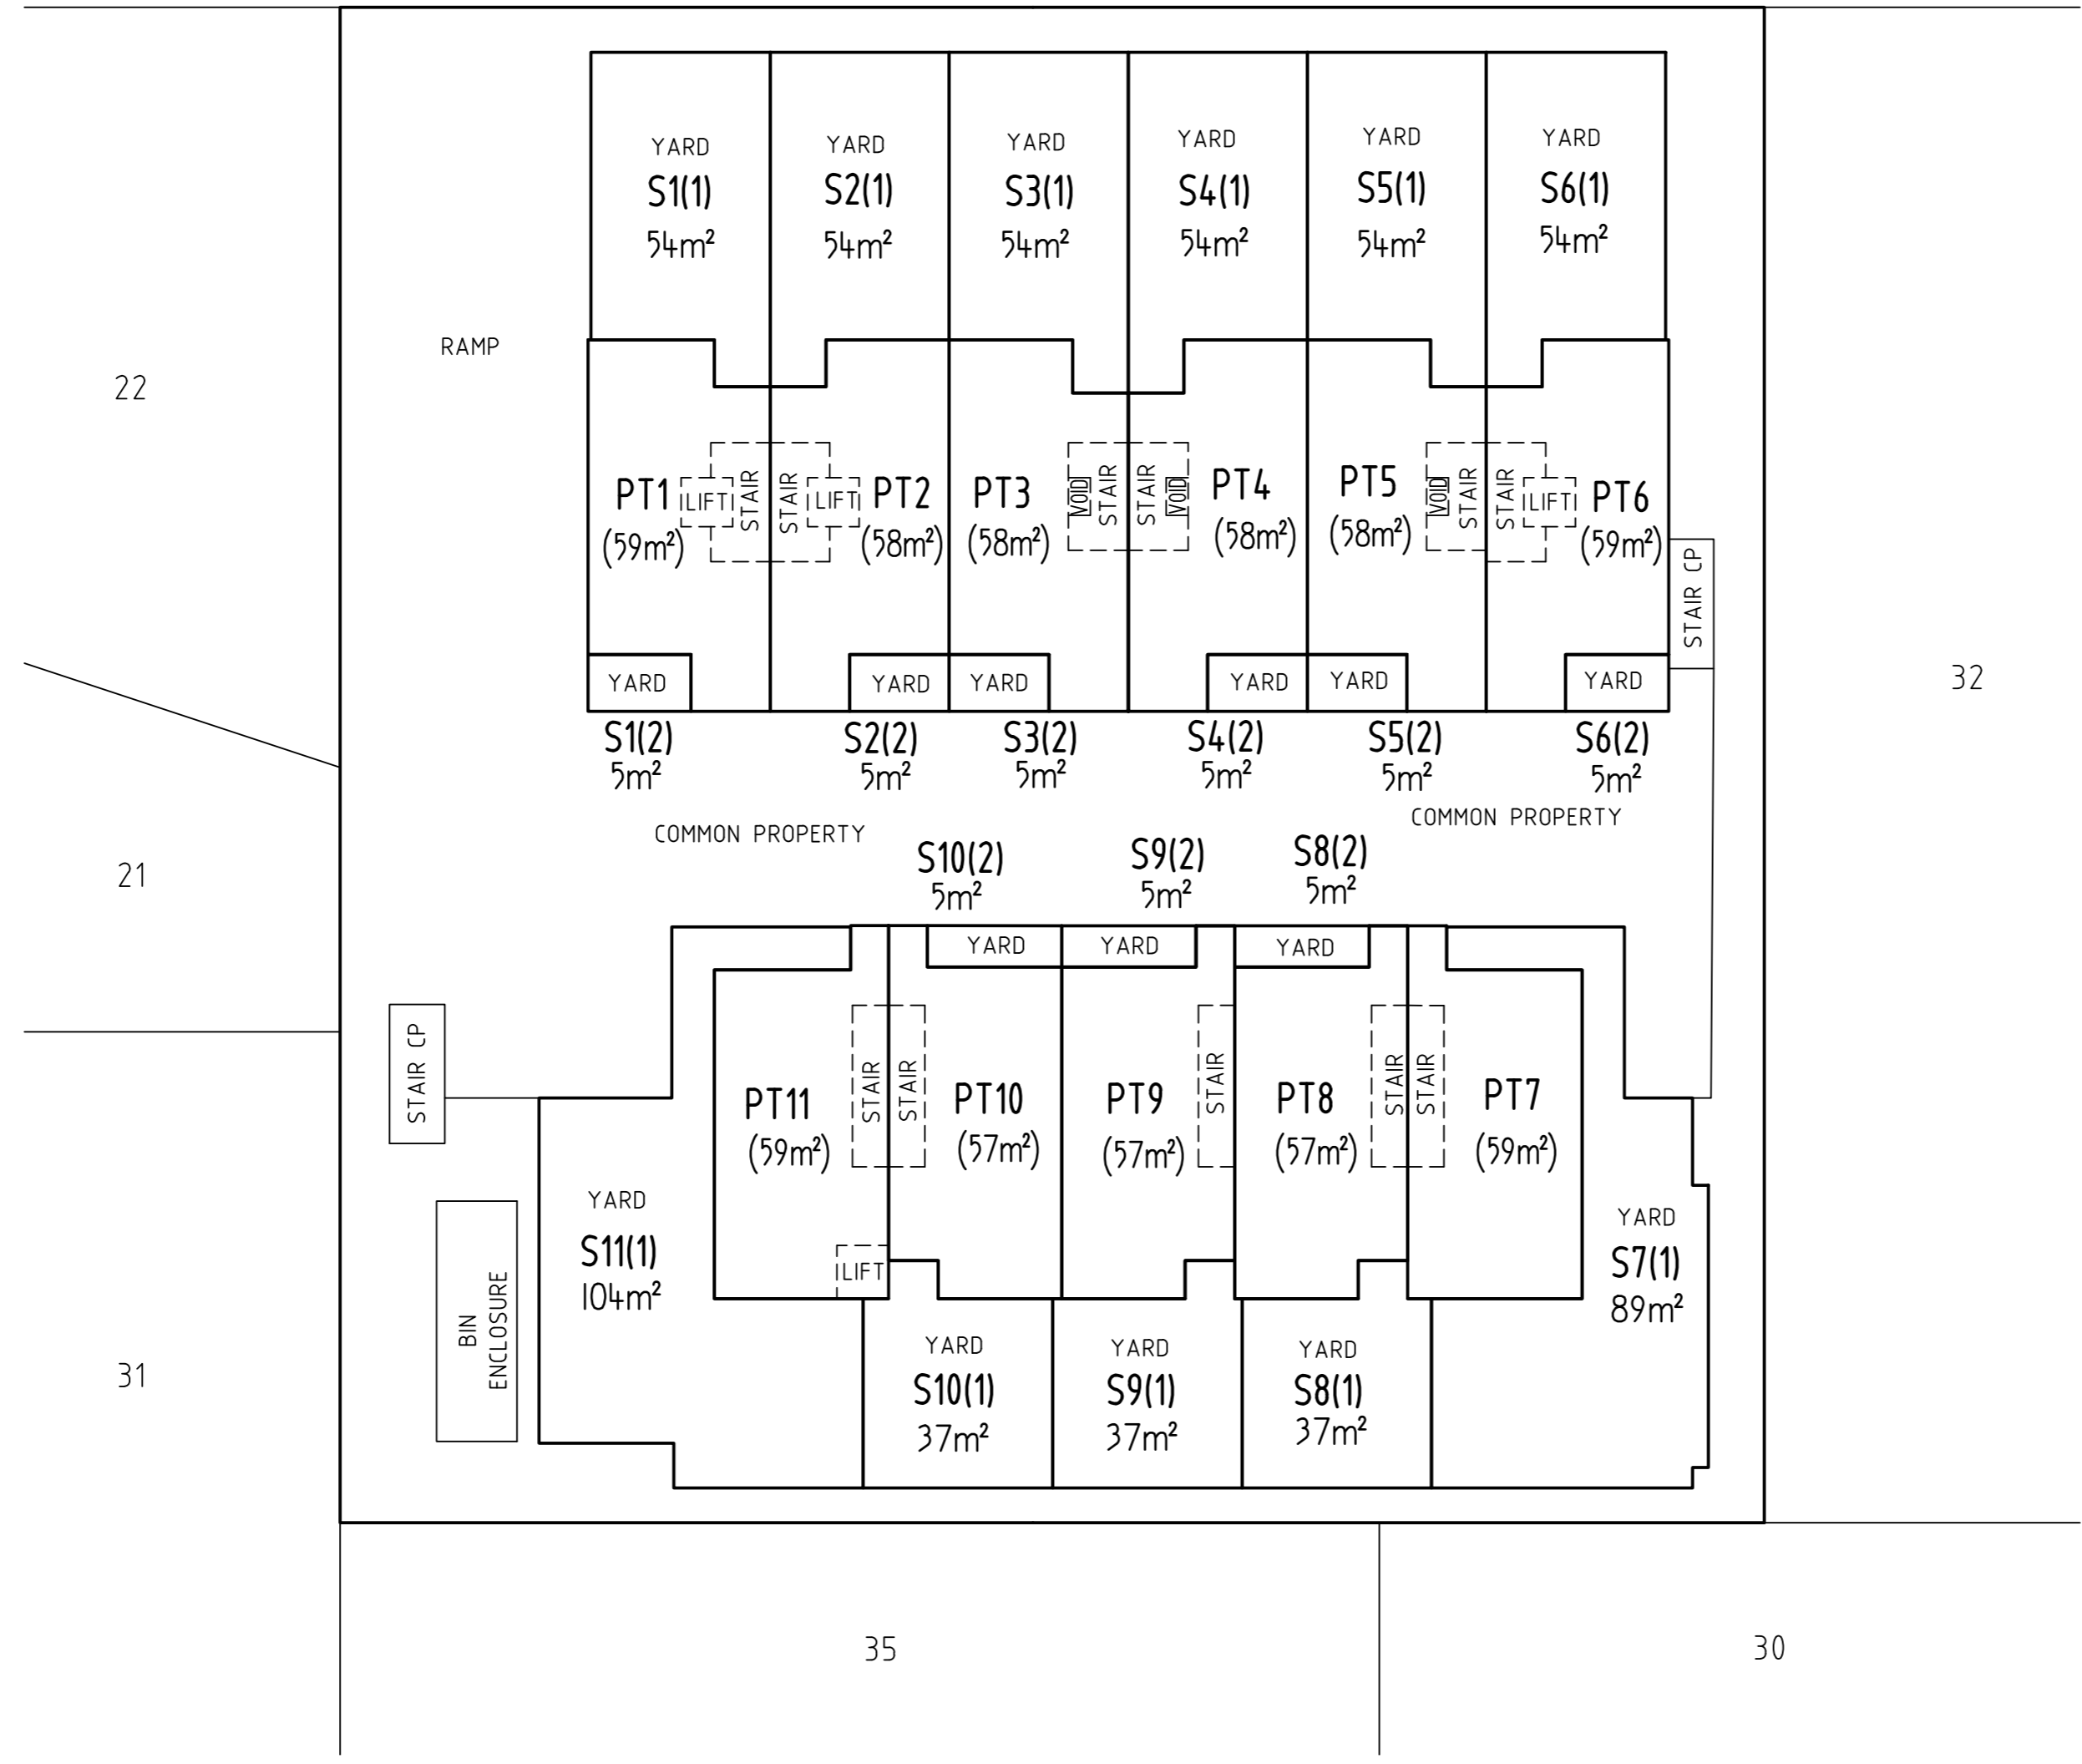 YARD
S1(1)
54m²
YARD
S2(1)
54m²
YARD
S3(1)
54m²
YARD
S4(1)
54m²
YARD
S5(1)
54m²
YARD
S6(1)
54m²
RAMP
22
PT1
(59m²)
LIFT
STAIR
STAIR
LIFT
PT2
(58m²)
PT3
(58m²)
VOID
STAIR
STAIR
VOID
PT4
(58m²)
PT5
(58m²)
VOID
STAIR
STAIR
LIFT
PT6
(59m²)
STAIR CP
32
YARD
YARD
YARD
YARD
YARD
YARD
S1(2)
5m²
S2(2)
5m²
S3(2)
5m²
S4(2)
5m²
S5(2)
5m²
S6(2)
5m²
COMMON PROPERTY
COMMON PROPERTY
21
S10(2)
5m²
S9(2)
5m²
S8(2)
5m²
YARD
YARD
YARD
STAIR CP
PT11
(59m²)
STAIR
STAIR
PT10
(57m²)
PT9
(57m²)
STAIR
PT8
(57m²)
STAIR
STAIR
PT7
(59m²)
YARD
S11(1)
104m²
LIFT
YARD
S7(1)
89m²
BIN
ENCLOSURE
31
YARD
S10(1)
37m²
YARD
S9(1)
37m²
YARD
S8(1)
37m²
35
30